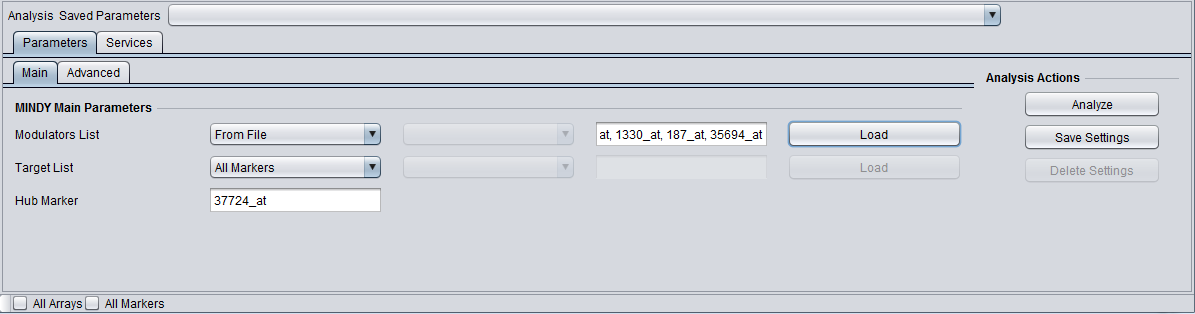 Analysis Saved Parameters
Parameters Services
Main Advanced
Analysis Actions
MINDY Main Parameters
Analyze
Modulators List From File at, 1330_at, 187_at, 35694_at Load
Save Settings
Target List All Markers Load
Delete Settings
Hub Marker 37724_at
All Arrays All Markers